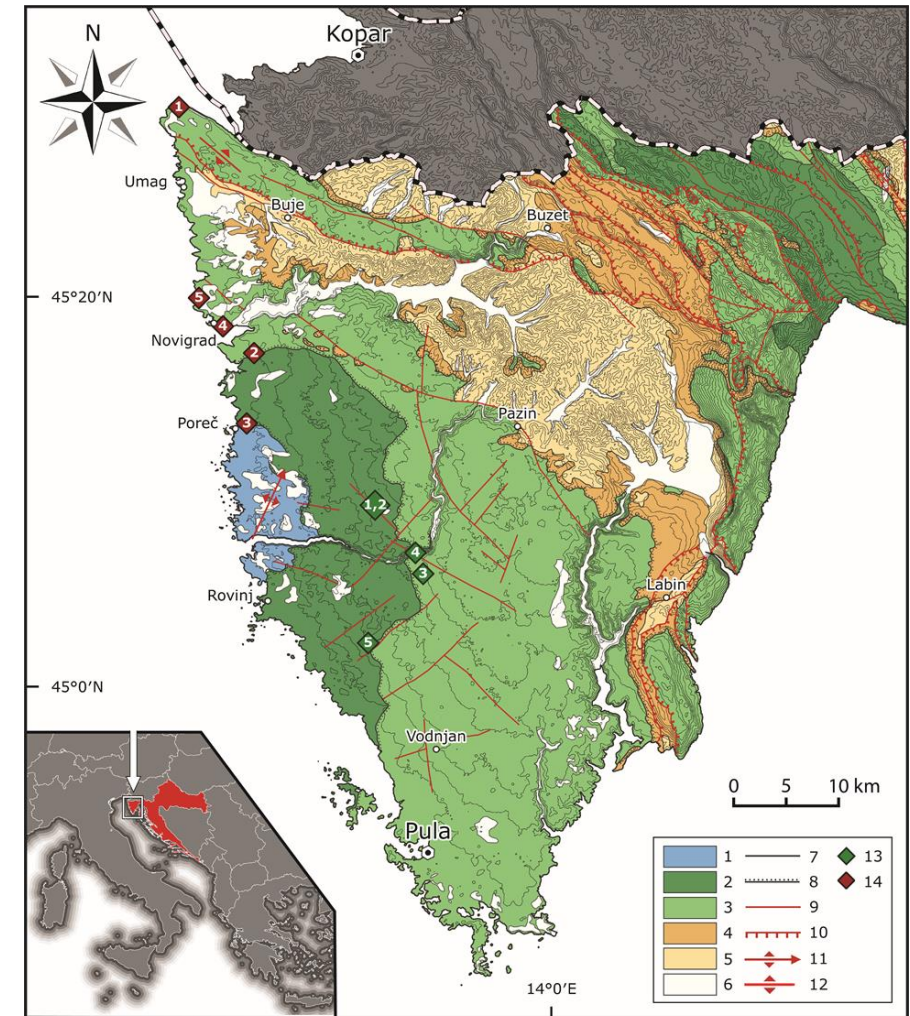 N
Kopar
1
Umag
Buje
Buzet
45°20'N
5
4
Novigrad
2
Pazin
Poreč
3
1,2
4
3
Rovinj
Labin
5
45°0'N
Vodnjan
0 5 10 km
Pula
1 7 13
2 8 14
3 9
4 10
5 11
6 12
14°0'E